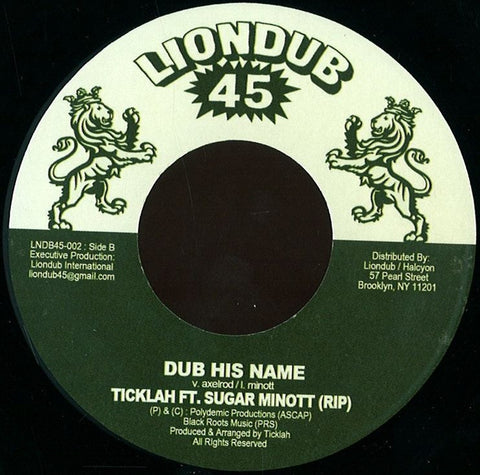 LIONDUB
45
LNDB45-002 ; Side B
Executive Production:
Liondub International
liondub45@gmail.com
Distributed By:
Liondub / Halcyon
57 Pearl Street
Brooklyn, NY 11201
DUB HIS NAME
v. axelrod / l. minott
TICKLAH FT. SUGAR MINOTT (RIP)
(P) & (C) : Polydemic Productions (ASCAP)
Black Roots Music (PRS)
Produced & Arranged by Ticklah
All RIghts Reserved